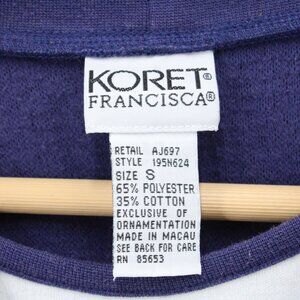 KORET®
FRANCISCA®
RETAIL AJ697
STYLE 195N624
SIZE S
65% POLYESTER
35% COTTON
EXCLUSIVE OF
ORNAMENTATION
MADE IN MACAU
SEE BACK FOR CARE
RN 85653